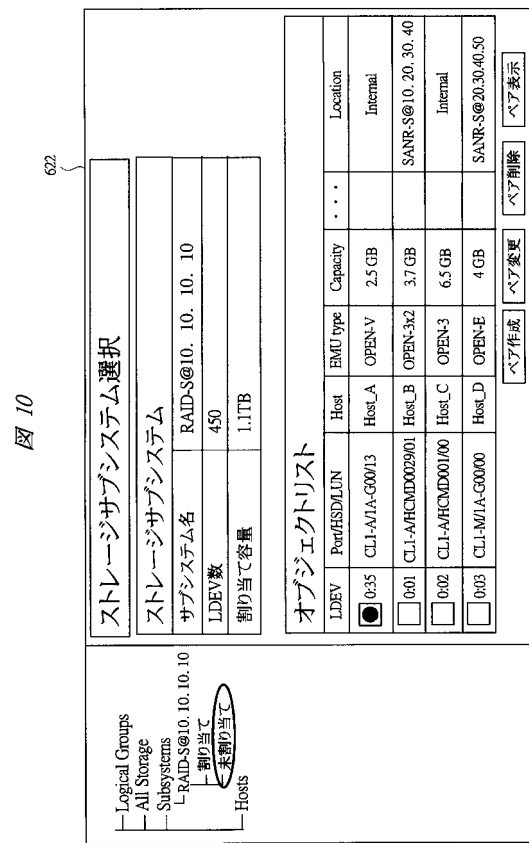 図 10
622
Logical Groups
All Storage
Subsystems
RAID-S@10. 10. 10. 10
割り当て
未割り当て
Hosts
ストレージサブシステム選択
ストレージサブシステム
サブシステム名 RAID-S@10. 10. 10. 10
LDEV数 450
割り当て容量 1.1TB
オブジェクトリスト
LDEV Port/HSD/LUN Host EMU type Capacity ・・・ Location
0:35 CL1-A/1A-G00/13 Host_A OPEN-V 2.5 GB Internal
0:01 CL1-A/HCMD0029/01 Host_B OPEN-3x2 3.7 GB SANR-S@10. 20. 30. 40
0:02 CL1-A/HCMD001/00 Host_C OPEN-3 6.5 GB Internal
0:03 CL1-M/1A-G00/00 Host_D OPEN-E 4 GB SANR-S@20.30.40.50
ペア作成 ペア変更 ペア削除 ペア表示